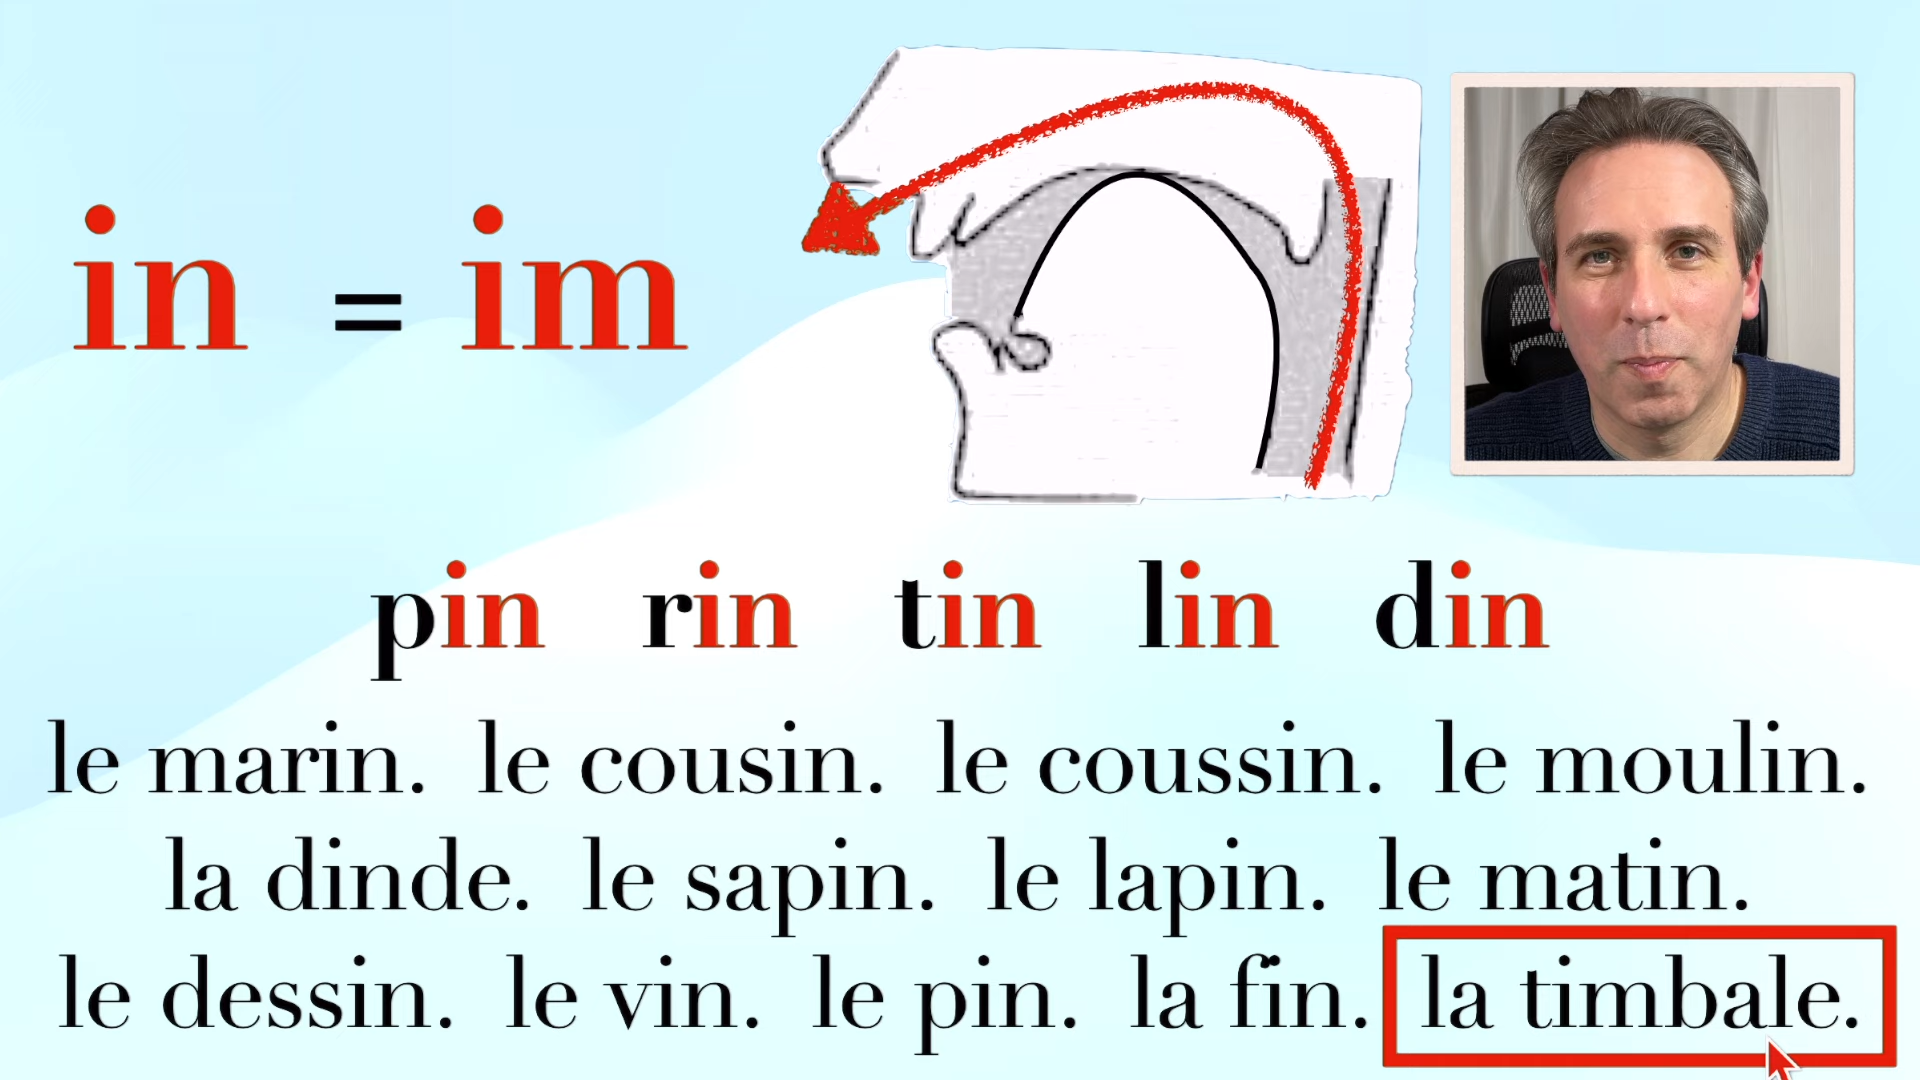 in = im
pin rin tin lin din
le marin. le cousin. le coussin. le moulin.
la dinde. le sapin. le lapin. le matin.
le dessin. le vin. le pin. la fin. la timbale.